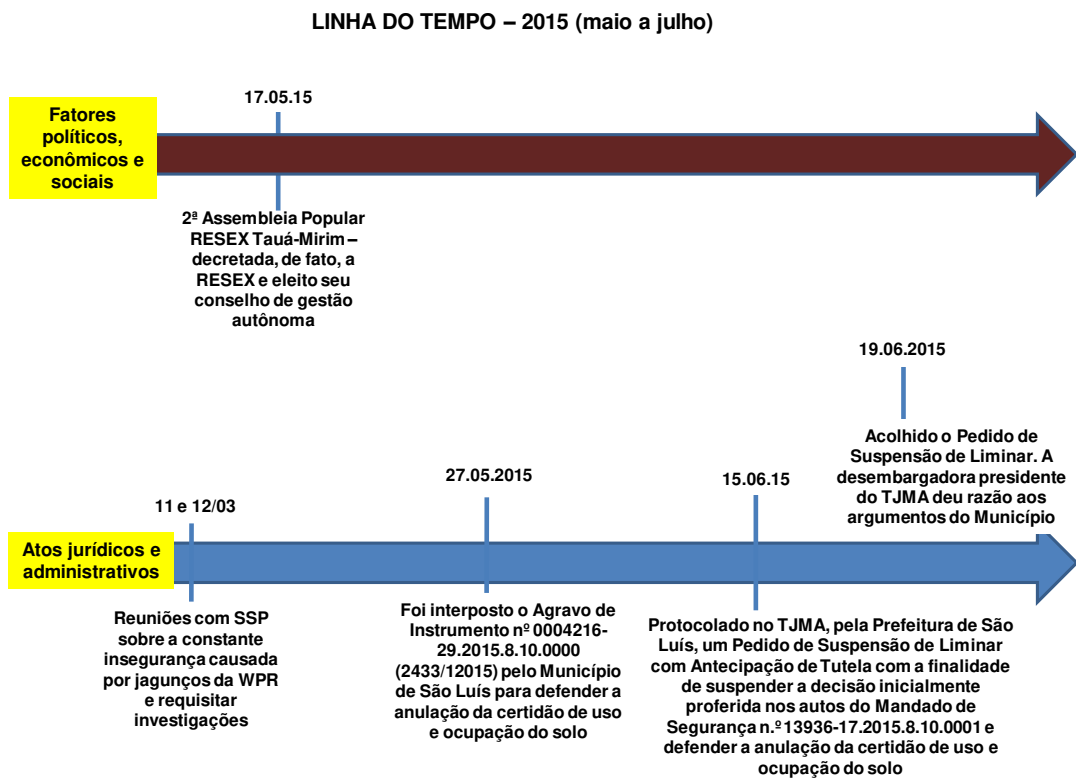 LINHA DO TEMPO – 2015 (maio a julho)
17.05.15
Fatores
políticos,
econômicos e
sociais
2ª Assembleia Popular
RESEX Tauá-Mirim –
decretada, de fato, a
RESEX e eleito seu
conselho de gestão
autônoma
19.06.2015
Acolhido o Pedido de
Suspensão de Liminar. A
desembargadora presidente
do TJMA deu razão aos
argumentos do Município
11 e 12/03
27.05.2015
15.06.15
Atos jurídicos e
administrativos
Reuniões com SSP
sobre a constante
insegurança causada
por jagunços da WPR
e requisitar
investigações
Foi interposto o Agravo de
Instrumento nº 0004216-
29.2015.8.10.0000
(2433/12015) pelo Município
de São Luís para defender a
anulação da certidão de uso
e ocupação do solo
Protocolado no TJMA, pela Prefeitura de São
Luís, um Pedido de Suspensão de Liminar
com Antecipação de Tutela com a finalidade
de suspender a decisão inicialmente
proferida nos autos do Mandado de
Segurança n.º 13936-17.2015.8.10.0001 e
defender a anulação da certidão de uso e
ocupação do solo